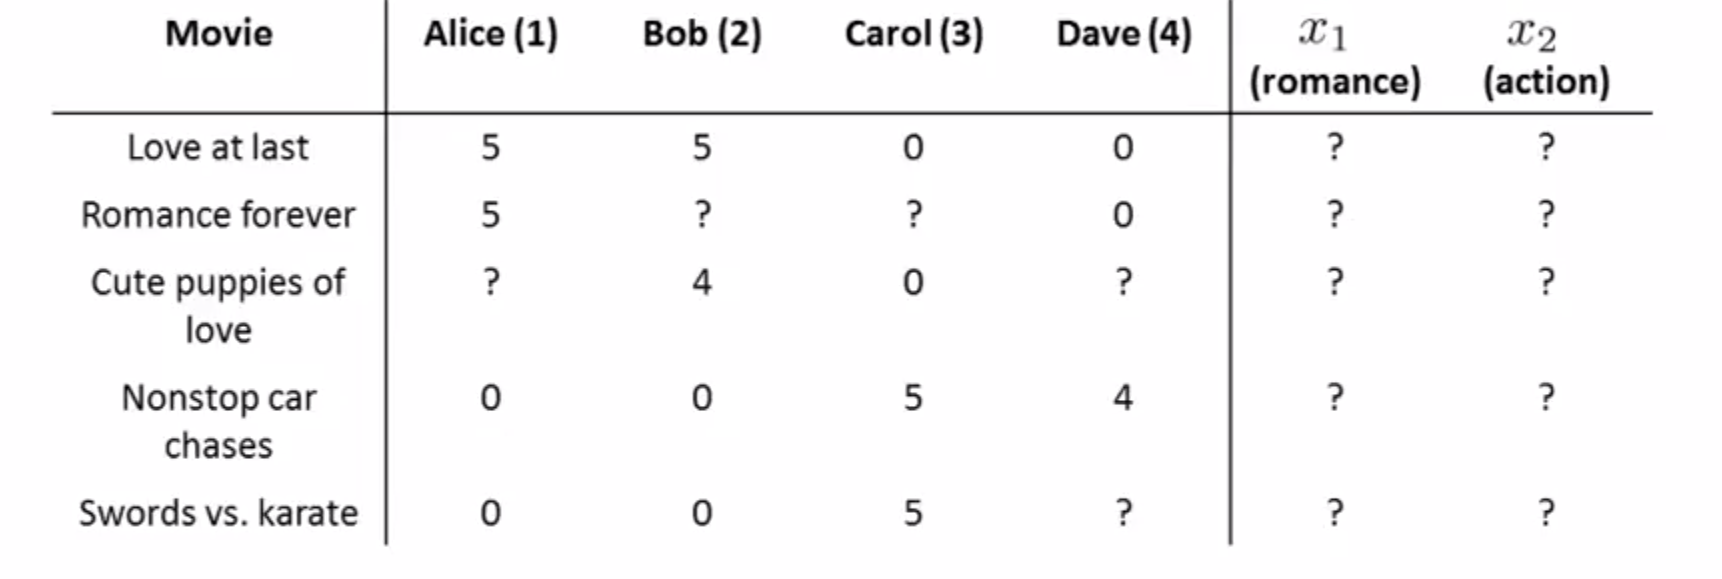 Movie Alice (1) Bob (2) Carol (3) Dave (4) x₁ x₂
(romance) (action)
Love at last 5 5 0 0 ? ?
Romance forever 5 ? ? 0 ? ?
Cute puppies of ? 4 0 ? ? ?
love
Nonstop car 0 0 5 4 ? ?
chases
Swords vs. karate 0 0 5 ? ? ?